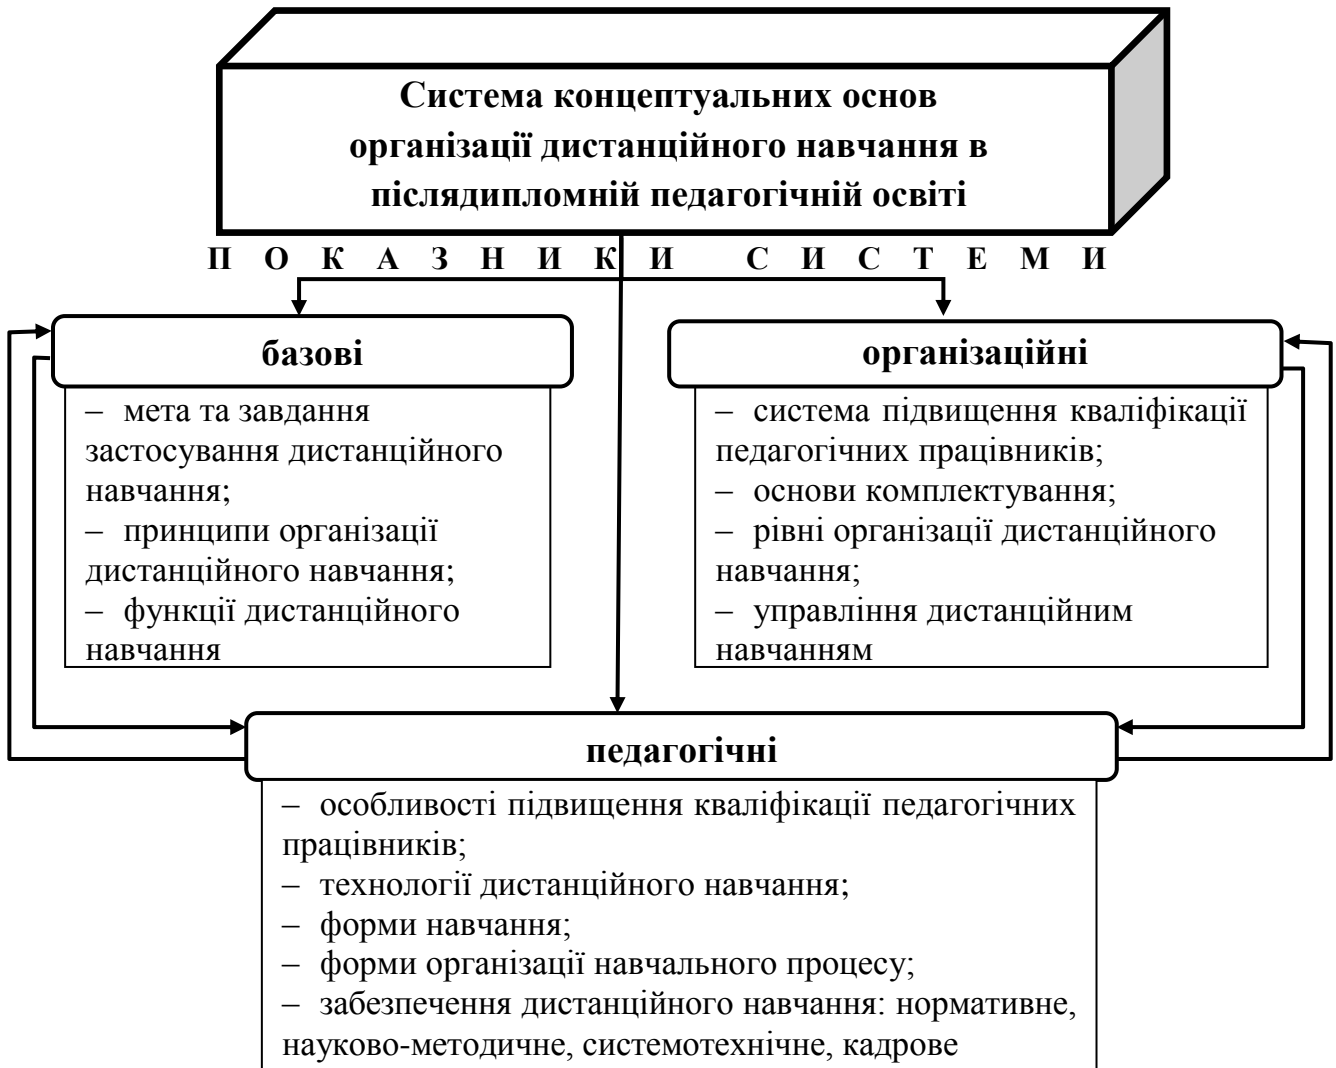 Система концептуальних основ
організації дистанційного навчання в
післядипломній педагогічній освіті
П О К А З Н И К И С И С Т Е М И
базові
– мета та завдання
застосування дистанційного
навчання;
– принципи організації
дистанційного навчання;
– функції дистанційного
навчання
організаційні
– система підвищення кваліфікації
педагогічних працівників;
– основи комплектування;
– рівні організації дистанційного
навчання;
– управління дистанційним
навчанням
педагогічні
– особливості підвищення кваліфікації педагогічних
працівників;
– технології дистанційного навчання;
– форми навчання;
– форми організації навчального процесу;
– забезпечення дистанційного навчання: нормативне,
науково-методичне, системотехнічне, кадрове